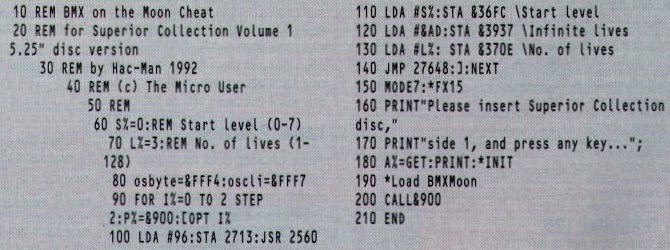 10 REM BMX on the Moon Cheat
20 REM for Superior Collection Volume 1
5.25" disc version
30 REM by Hac-Man 1992
40 REM (c) The Micro User
50 REM
60 S%=0:REM Start level (0-7)
70 L%=3:REM No. of lives (1-
128)
80 osbyte=&FFF4:oscli=&FFF7
90 FOR I%=0 TO 2 STEP
2:P%=&900:[OPT I%
100 LDA #96:STA 2713:JSR 2560
110 LDA #S%:STA &36FC \Start level
120 LDA #&AD:STA &3937 \Infinite lives
130 LDA #L%: STA &370E \No. of lives
140 JMP 27648:]:NEXT
150 MODE7:*FX15
160 PRINT"Please insert Superior Collection
disc,"
170 PRINT"side 1, and press any key...";
180 A%=GET:PRINT:*INIT
190 *Load BMXMoon
200 CALL&900
210 END